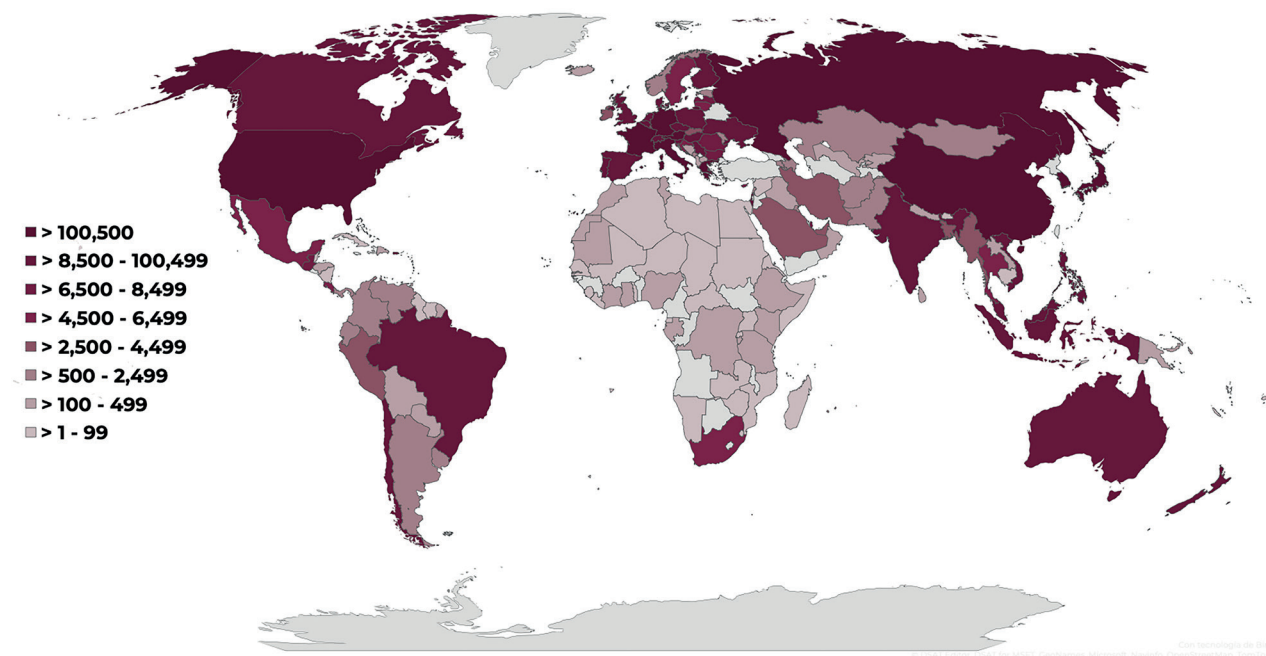 > 100,500
> 8,500 - 100,499
> 6,500 - 8,499
> 4,500 - 6,499
> 2,500 - 4,499
> 500 - 2,499
> 100 - 499
> 1 - 99
Con tecnología de Bing